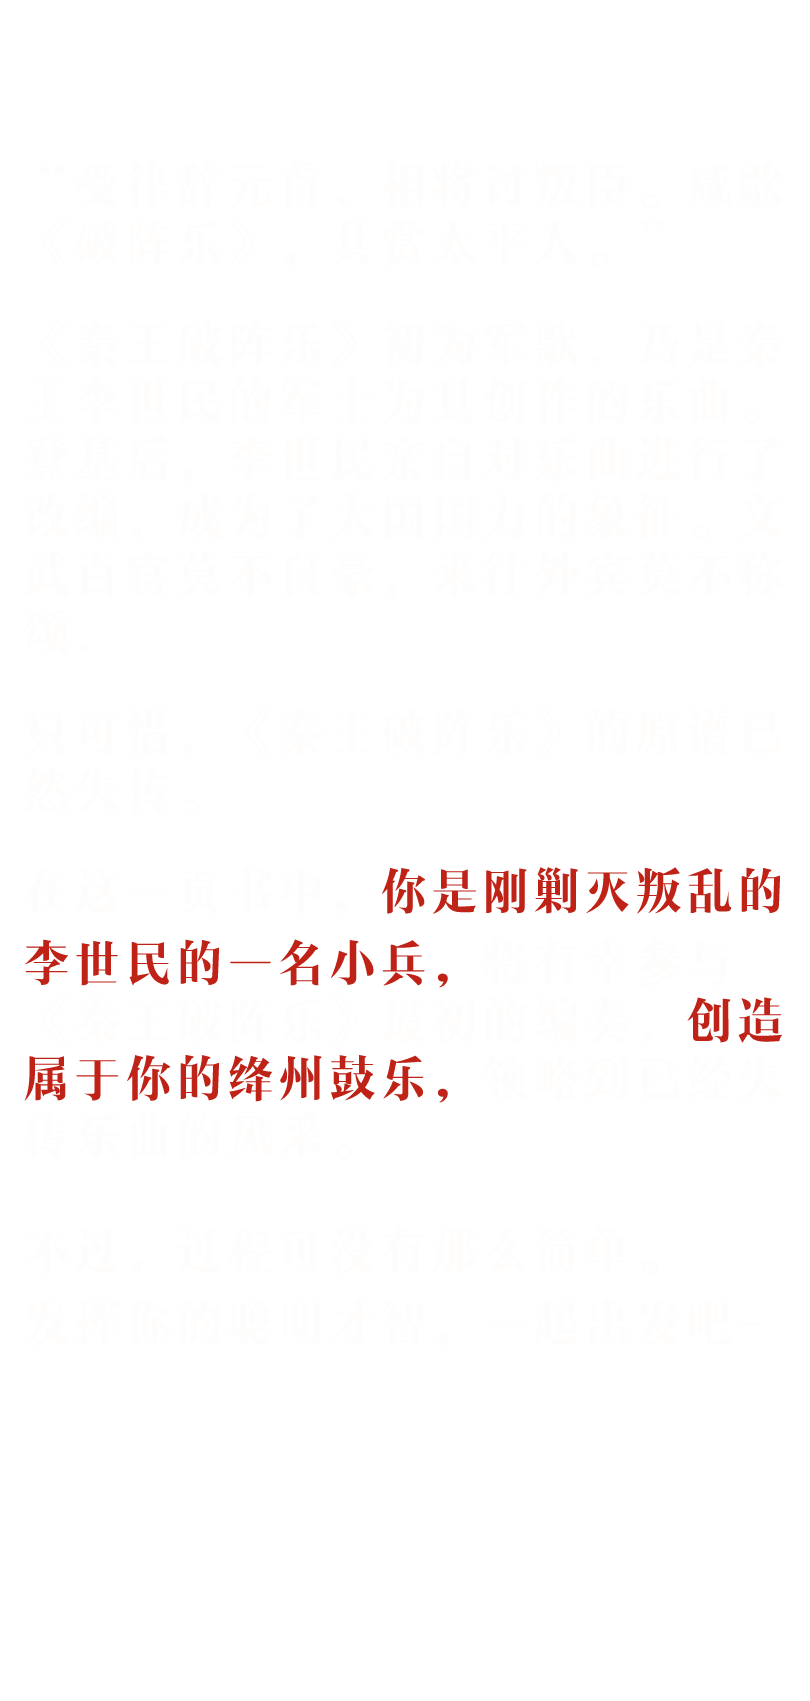 “受律辞元首，相将讨叛臣。咸歌
《破阵乐》，共赏太平人。”
《秦王破阵乐》初为军歌，乃是秦
王李世民的军士为其创作的乐曲。
登基后，李世民亲自对乐曲进行了
改编，成为了大国国力的象征。文
武百官莫不自豪，来往外宾莫不称
颂。
只可惜，《秦王破阵乐》的原谱已
然失传。
你是刚剿灭叛乱的
李世民的一名小兵，将有幸参与
《秦王破阵乐》最初的编奏，创造
属于你的绛州鼓乐，领略到已经失
传乐曲的风采。
不过，过程可没有那么简单。
发挥你的聪明才智，一起出发吧~